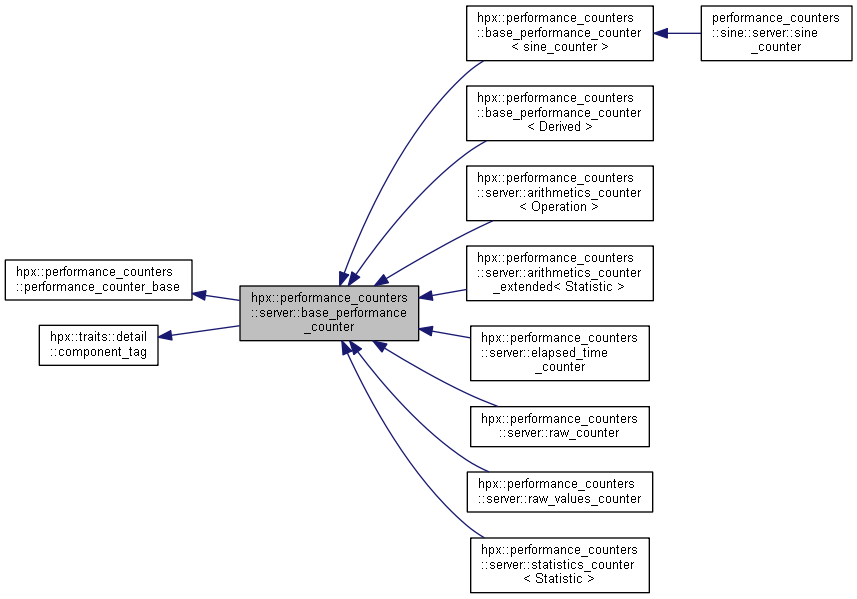 hpx::performance_counters
::base_performance_counter
< sine_counter >
performance_counters
::sine::server::sine
_counter
hpx::performance_counters
::base_performance_counter
< Derived >
hpx::performance_counters
::server::arithmetics_counter
< Operation >
hpx::performance_counters
::server::arithmetics_counter
_extended< Statistic >
hpx::performance_counters
::performance_counter_base
hpx::performance_counters
::server::base_performance
_counter
hpx::traits::detail
::component_tag
hpx::performance_counters
::server::elapsed_time
_counter
hpx::performance_counters
::server::raw_counter
hpx::performance_counters
::server::raw_values_counter
hpx::performance_counters
::server::statistics_counter
< Statistic >